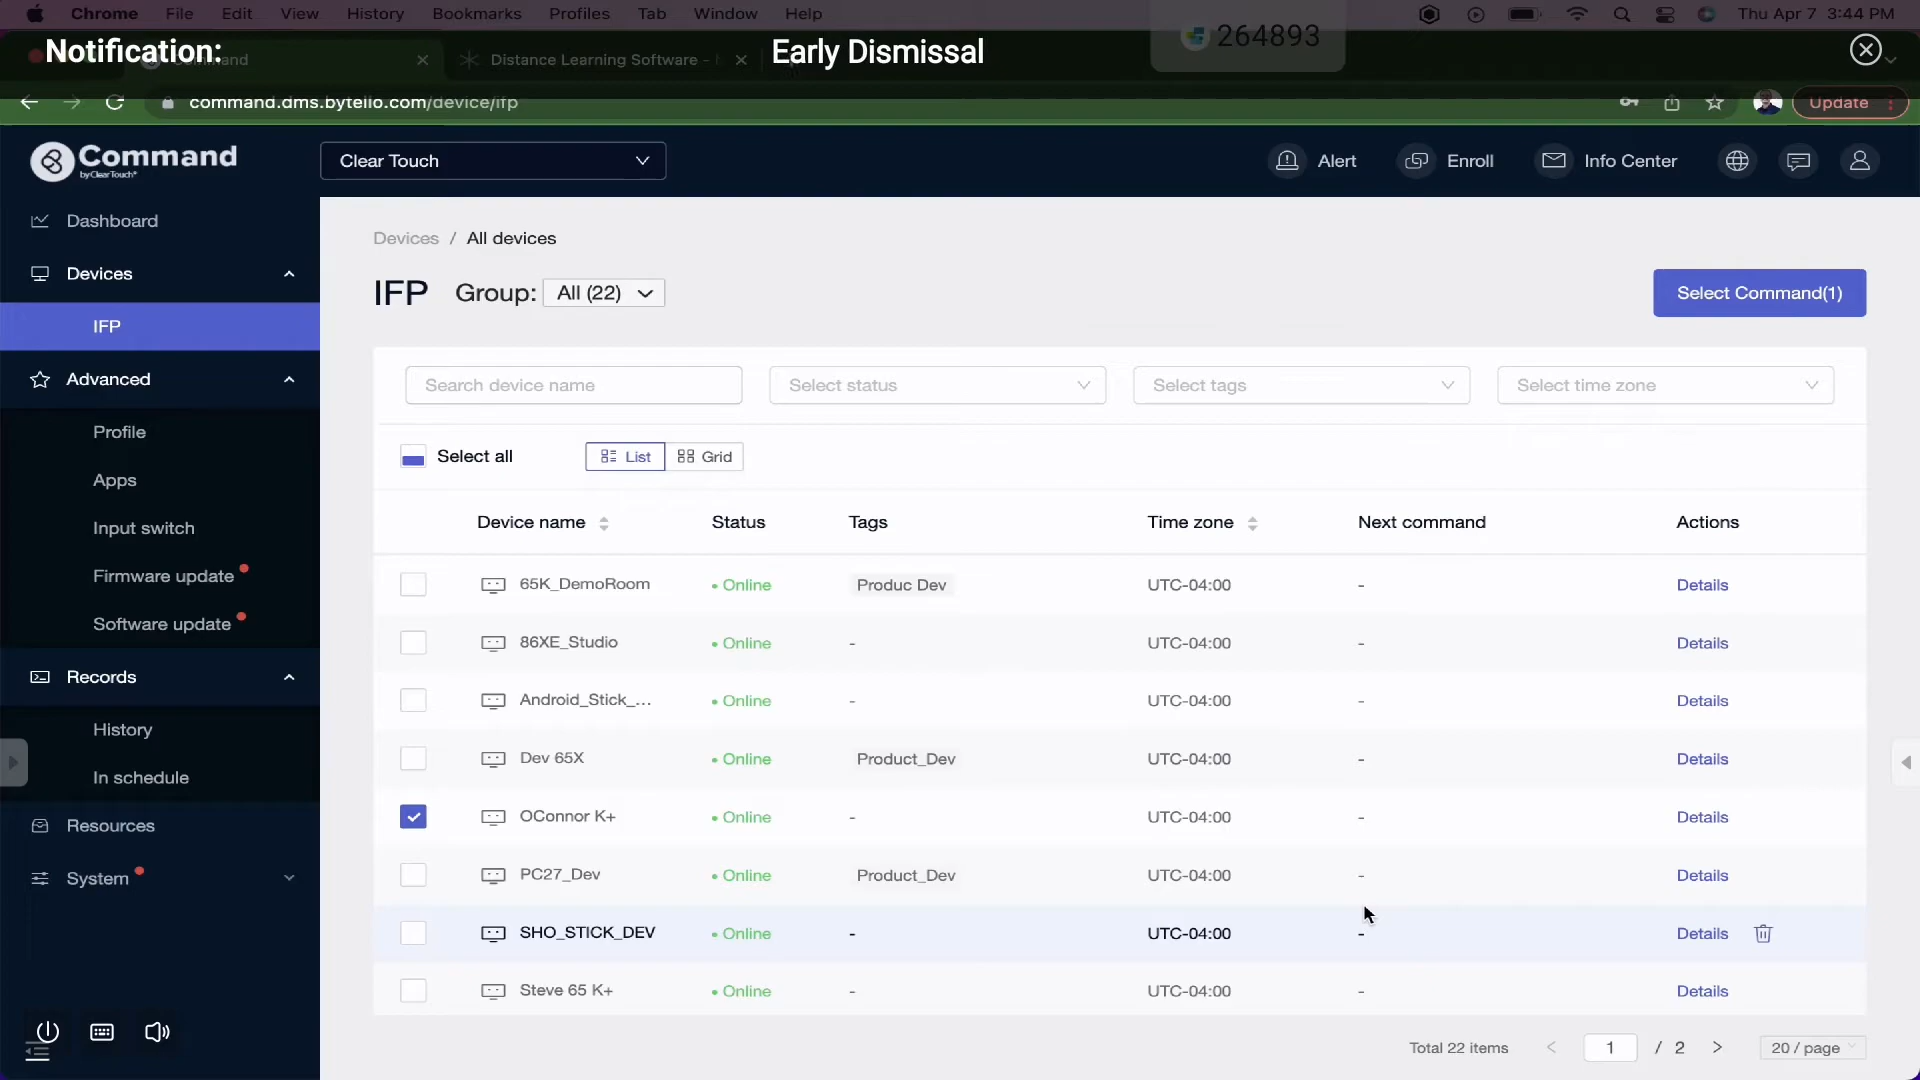 Chrome File Edit View History Bookmarks Profiles Tab Window Help Thu Apr 7 3:44 PM
Notification: Early Dismissal 264893
Distance Learning Software -
command.dms.bytello.com/device/ifp Update
Command
by ClearTouch
Clear Touch
Alert Enroll Info Center
Dashboard
Devices
IFP
Advanced
Profile
Apps
Input switch
Firmware update
Software update
Records
History
In schedule
Resources
System
Devices / All devices
IFP Group: All (22) Select Command(1)
Search device name Select status Select tags Select time zone
Select all List Grid
Device name Status Tags Time zone Next command Actions
65K_DemoRoom • Online Produc Dev UTC-04:00 - Details
86XE_Studio • Online - UTC-04:00 - Details
Android_Stick_... • Online - UTC-04:00 - Details
Dev 65X • Online Product_Dev UTC-04:00 - Details
OConnor K+ • Online - UTC-04:00 - Details
PC27_Dev • Online Product_Dev UTC-04:00 - Details
SHO_STICK_DEV • Online - UTC-04:00 - Details
Steve 65 K+ • Online - UTC-04:00 - Details
Total 22 items < 1 / 2 > 20 / page